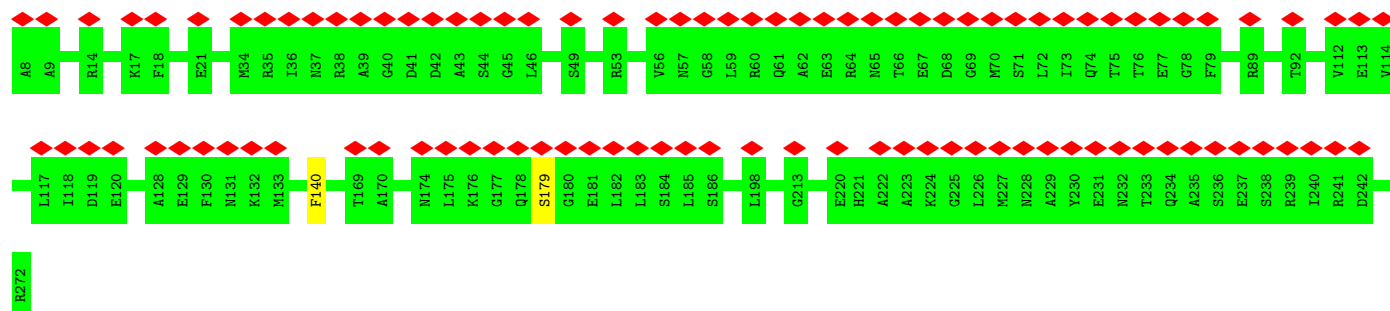 A8 A9 R14 K17 F18 E21 M34 R35 I36 N37 R38 A39 G40 D41 D42 A43 S44 G45 L46 S49 R53 V56 N57 G58 L59 R60 Q61 A62 E63 R64 N65 T66 E67 D68 G69 M70 S71 L72 I73 Q74 T75 T76 E77 G78 F79 R89 T92 V112 E113 V114
L117 I118 D119 E120 A128 E129 F130 N131 K132 M133 F140 T169 A170 N174 L175 K176 G177 Q178 S179 G180 E181 L182 L183 S184 L185 S186 L198 G213 E220 H221 A222 A223 K224 G225 L226 M227 N228 A229 Y230 E231 N232 T233 Q234 A235 S236 E237 S238 R239 I240 R241 D242
R272